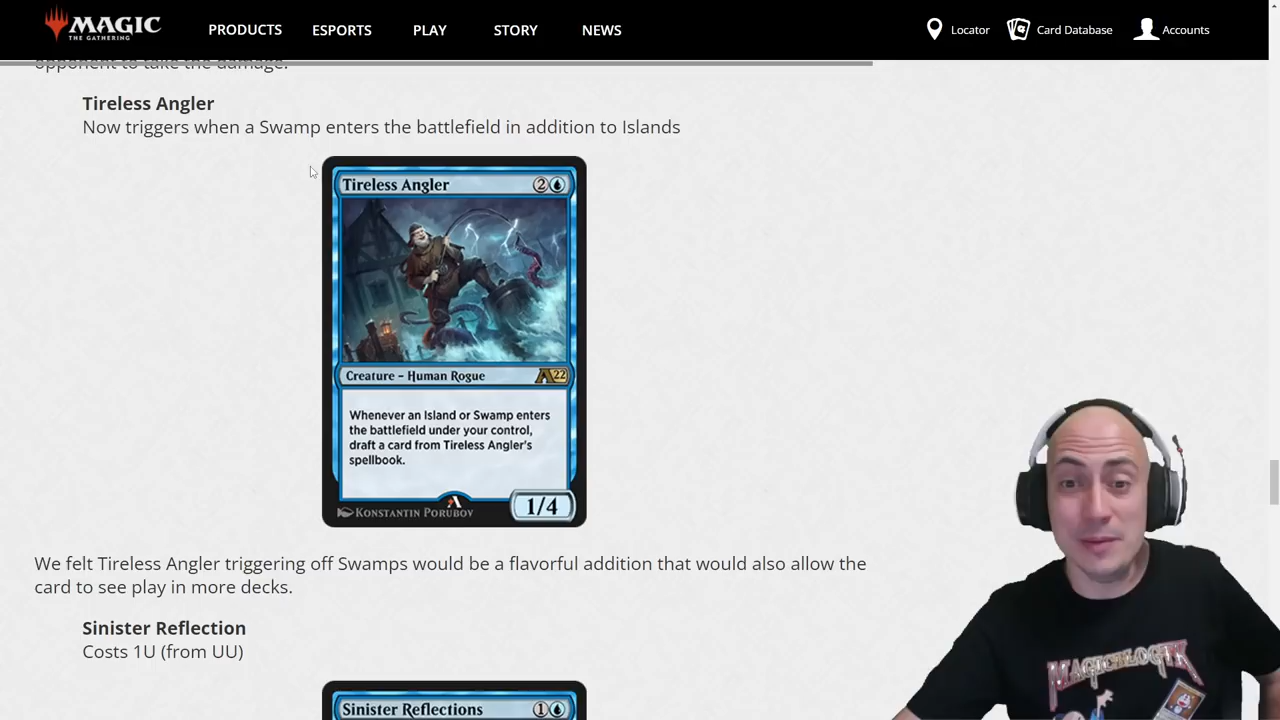 MAGIC
THE GATHERING
PRODUCTS
ESPORTS
PLAY
STORY
NEWS
Locator
Card Database
Accounts
opponent to take the damage.
Tireless Angler
Now triggers when a Swamp enters the battlefield in addition to Islands
Tireless Angler 2
Creature – Human Rogue A22
Whenever an Island or Swamp enters
the battlefield under your control,
draft a card from Tireless Angler's
spellbook.
1/4
Konstantin Porubov
We felt Tireless Angler triggering off Swamps would be a flavorful addition that would also allow the
card to see play in more decks.
Sinister Reflection
Costs 1U (from UU)
Sinister Reflections 1